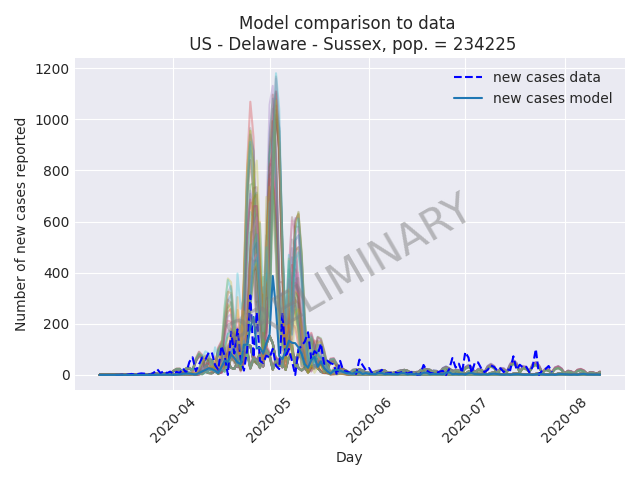 Model comparison to data
US - Delaware - Sussex, pop. = 234225
Number of new cases reported
1200
1000
800
600
400
200
0
new cases data
new cases model
LIMINARY
2020-04
2020-05
2020-06
2020-07
2020-08
Day